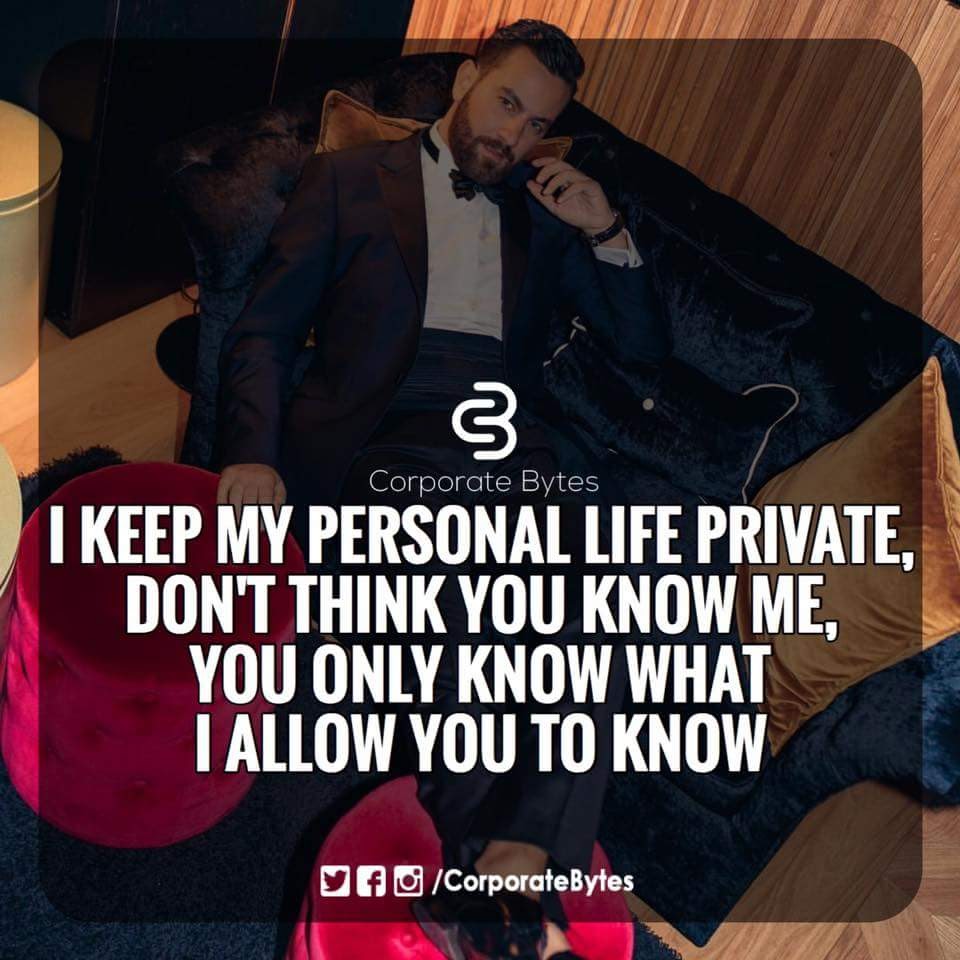 Corporate Bytes
I KEEP MY PERSONAL LIFE PRIVATE,
DON'T THINK YOU KNOW ME,
YOU ONLY KNOW WHAT
I ALLOW YOU TO KNOW
/CorporateBytes